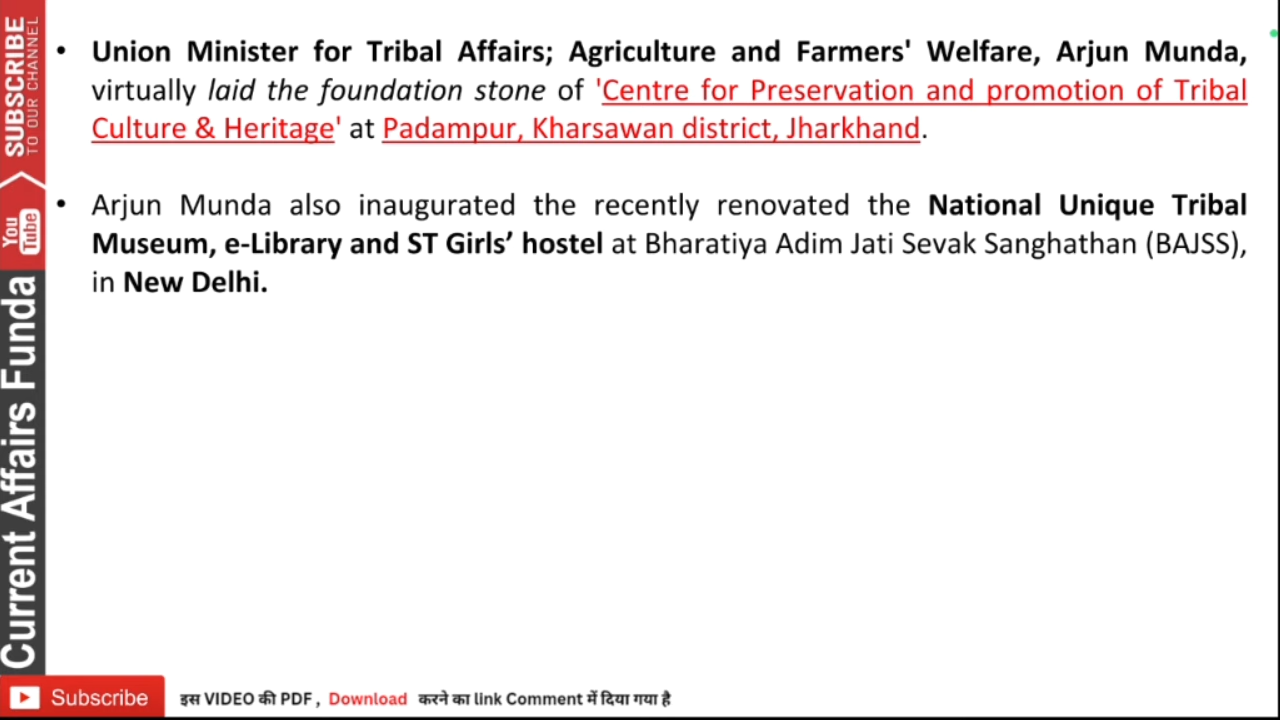 SUBSCRIBE
TO OUR CHANNEL
You
Tube
Current Affairs Funda
• Union Minister for Tribal Affairs; Agriculture and Farmers' Welfare, Arjun Munda,
virtually laid the foundation stone of 'Centre for Preservation and promotion of Tribal
Culture & Heritage' at Padampur, Kharsawan district, Jharkhand.
• Arjun Munda also inaugurated the recently renovated the National Unique Tribal
Museum, e-Library and ST Girls’ hostel at Bharatiya Adim Jati Sevak Sanghathan (BAJSS),
in New Delhi.
Subscribe
इस VIDEO की PDF , Download करने का link Comment में दिया गया है